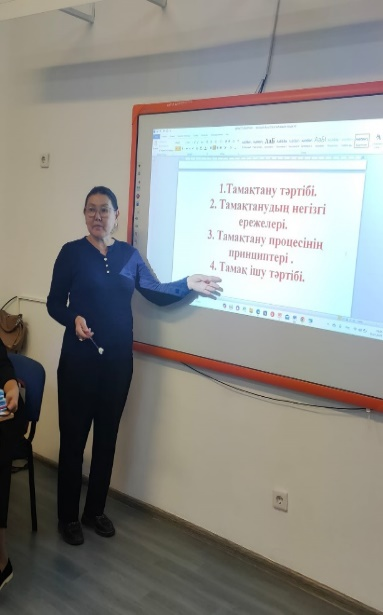 1.Тамақтану тәртібі.
2. Тамақтанудың негізгі
ережелері.
3. Тамақтану процесінің
принциптері .
4. Тамақ ішу тәртібі.